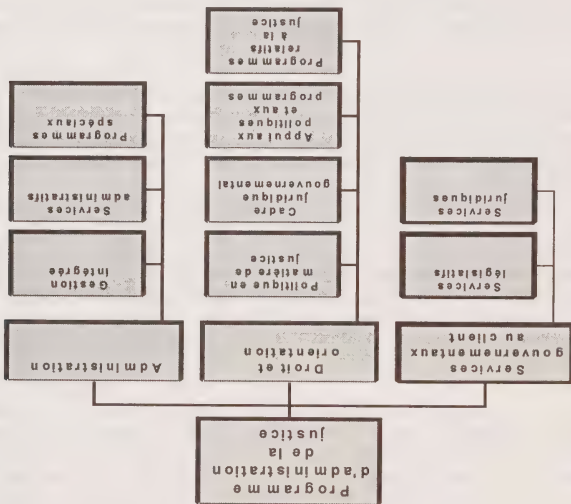 Programme
d'administration
de la
justice
Services
gouvernementaux
au client
Services
législatifs
Services
juridiques
Droit et
orientation
Politique en
matière de
justice
Cadre
juridique
gouvernemental
Appui aux
politiques
et aux
programmes
Programmes
relatifs
à la
justice
Administration
Gestion
intégrée
Services
administratifs
Programmes
spéciaux